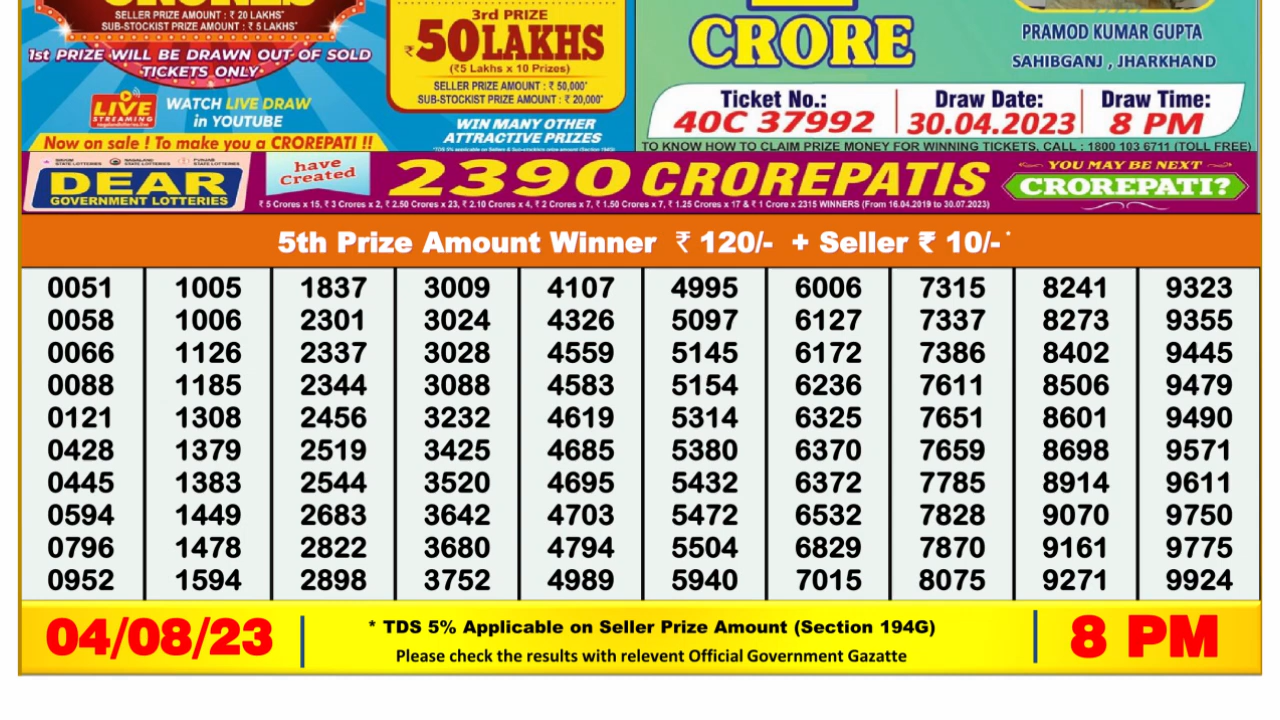 SELLER PRIZE AMOUNT : ₹ 20 LAKHS*
SUB-STOCKIST PRIZE AMOUNT : ₹ 5 LAKHS*
1st PRIZE WILL BE DRAWN OUT OF SOLD
TICKETS ONLY
LIVE
STREAMING
WATCH LIVE DRAW
in YOUTUBE
Now on sale ! To make you a CROREPATI !!
3rd PRIZE
₹50LAKHS
(₹5 Lakhs x 10 Prizes)
SELLER PRIZE AMOUNT : ₹ 50,000*
SUB-STOCKIST PRIZE AMOUNT : ₹ 20,000*
WIN MANY OTHER
ATTRACTIVE PRIZES
CRORE
PRAMOD KUMAR GUPTA
SAHIBGANJ , JHARKHAND
Ticket No.: Draw Date: Draw Time:
40C 37992 30.04.2023 8 PM
TO KNOW HOW TO CLAIM PRIZE MONEY FOR WINNING TICKETS, CALL : 1800 103 6711 (TOLL FREE)
STATE LOTTERIES STATE LOTTERIES STATE LOTTERIES
DEAR
GOVERNMENT LOTTERIES
have
Created
2390 CROREPATIS
₹ 5 Crores x 15, ₹ 3 Crores x 2, ₹ 2.50 Crores x 23, ₹ 2.10 Crores x 4, ₹ 2 Crores x 7, ₹ 1.50 Crores x 7, ₹ 1.25 Crores x 17 & ₹ 1 Crore x 2315 WINNERS (From 16.04.2019 to 30.07.2023)
YOU MAY BE NEXT
CROREPATI?
5th Prize Amount Winner ₹ 120/- + Seller ₹ 10/-*
0051 1005 1837 3009 4107 4995 6006 7315 8241 9323
0058 1006 2301 3024 4326 5097 6127 7337 8273 9355
0066 1126 2337 3028 4559 5145 6172 7386 8402 9445
0088 1185 2344 3088 4583 5154 6236 7611 8506 9479
0121 1308 2456 3232 4619 5314 6325 7651 8601 9490
0428 1379 2519 3425 4685 5380 6370 7659 8698 9571
0445 1383 2544 3520 4695 5432 6372 7785 8914 9611
0594 1449 2683 3642 4703 5472 6532 7828 9070 9750
0796 1478 2822 3680 4794 5504 6829 7870 9161 9775
0952 1594 2898 3752 4989 5940 7015 8075 9271 9924
04/08/23
* TDS 5% Applicable on Seller Prize Amount (Section 194G)
Please check the results with relevent Official Government Gazatte
8 PM